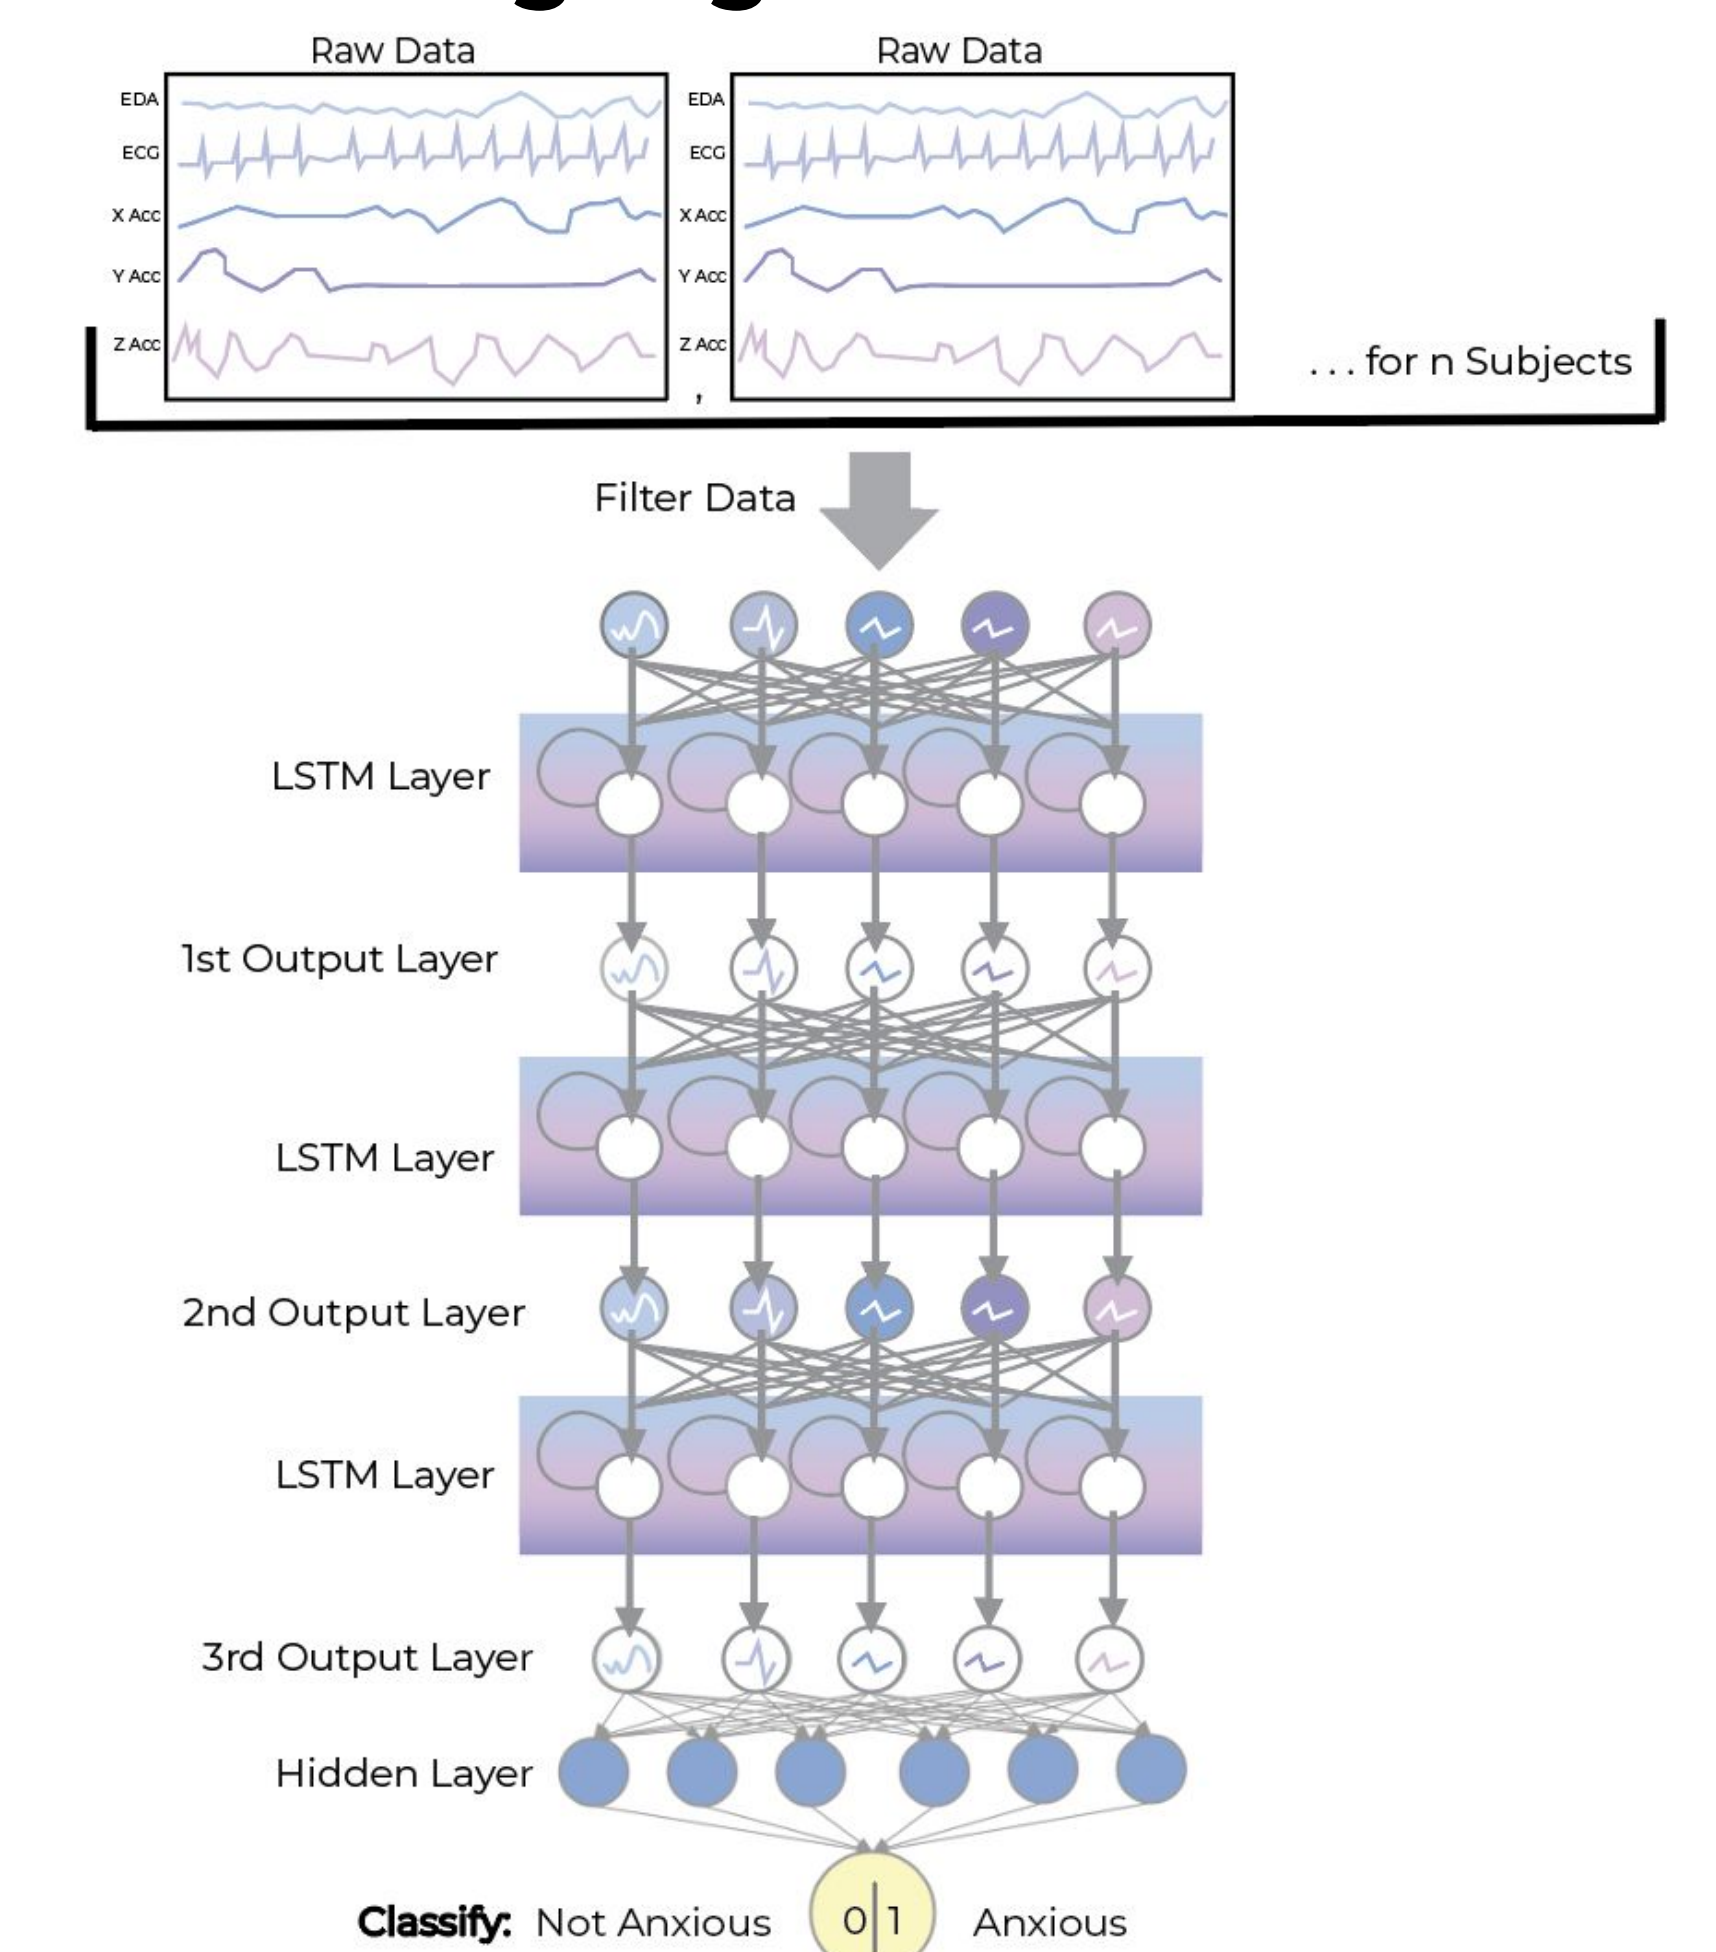 Raw Data
EDA
ECG
X Acc
Y Acc
Z Acc
,
Raw Data
EDA
ECG
X Acc
Y Acc
Z Acc
. . . for n Subjects
Filter Data
LSTM Layer
1st Output Layer
LSTM Layer
2nd Output Layer
LSTM Layer
3rd Output Layer
Hidden Layer
Classify: Not Anxious 0|1 Anxious